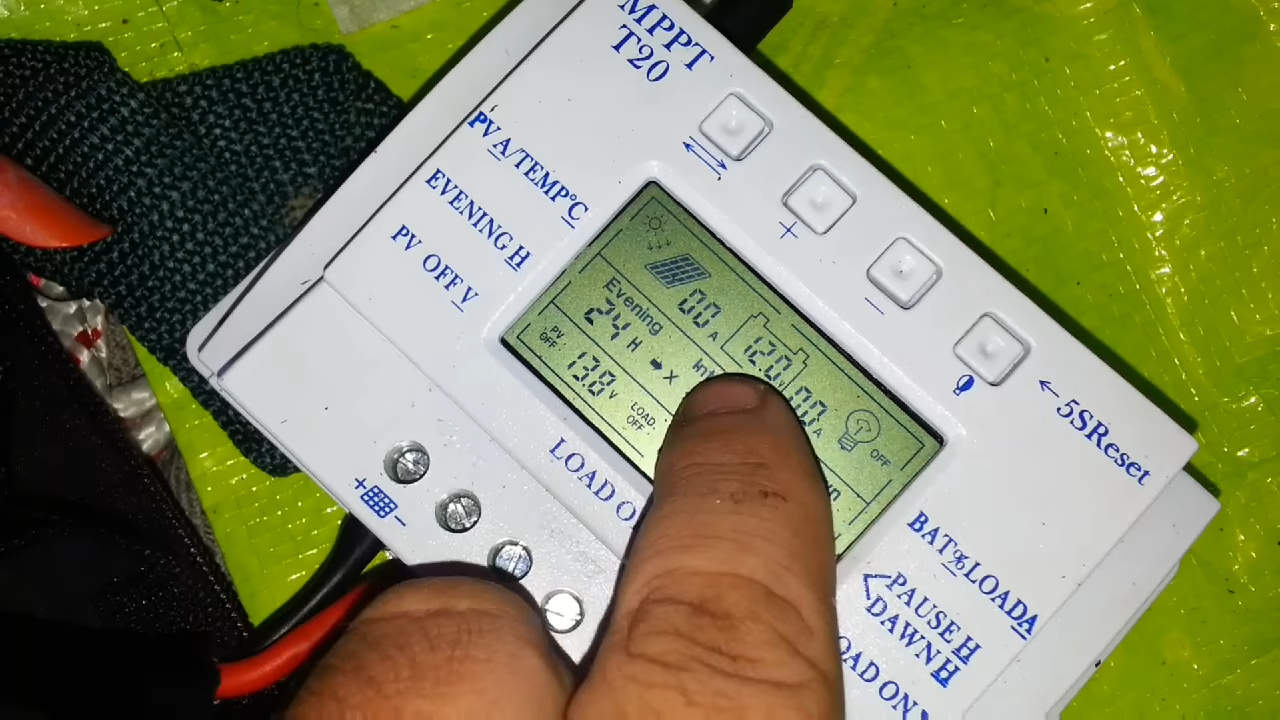 MPPT
T20
PV A/TEMP°C
EVENING H
PV OFF V
00 A
Evening
24 H
PV OFF
13.8 V
X
LOAD.
OFF
12.0
00 A
OFF
LOAD O
← 5SReset
BAT%LOADA
PAUSE H
DAWN H
OAD ON
+
-
+
−